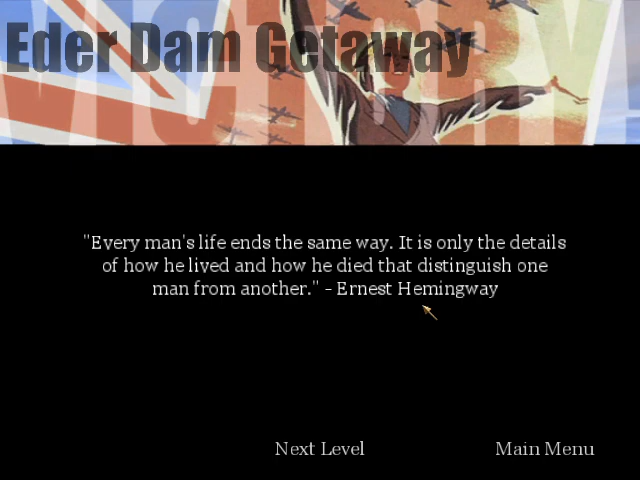 Eder Dam Getaway
VICTORY
"Every man's life ends the same way. It is only the details
of how he lived and how he died that distinguish one
man from another." - Ernest Hemingway
Next Level
Main Menu